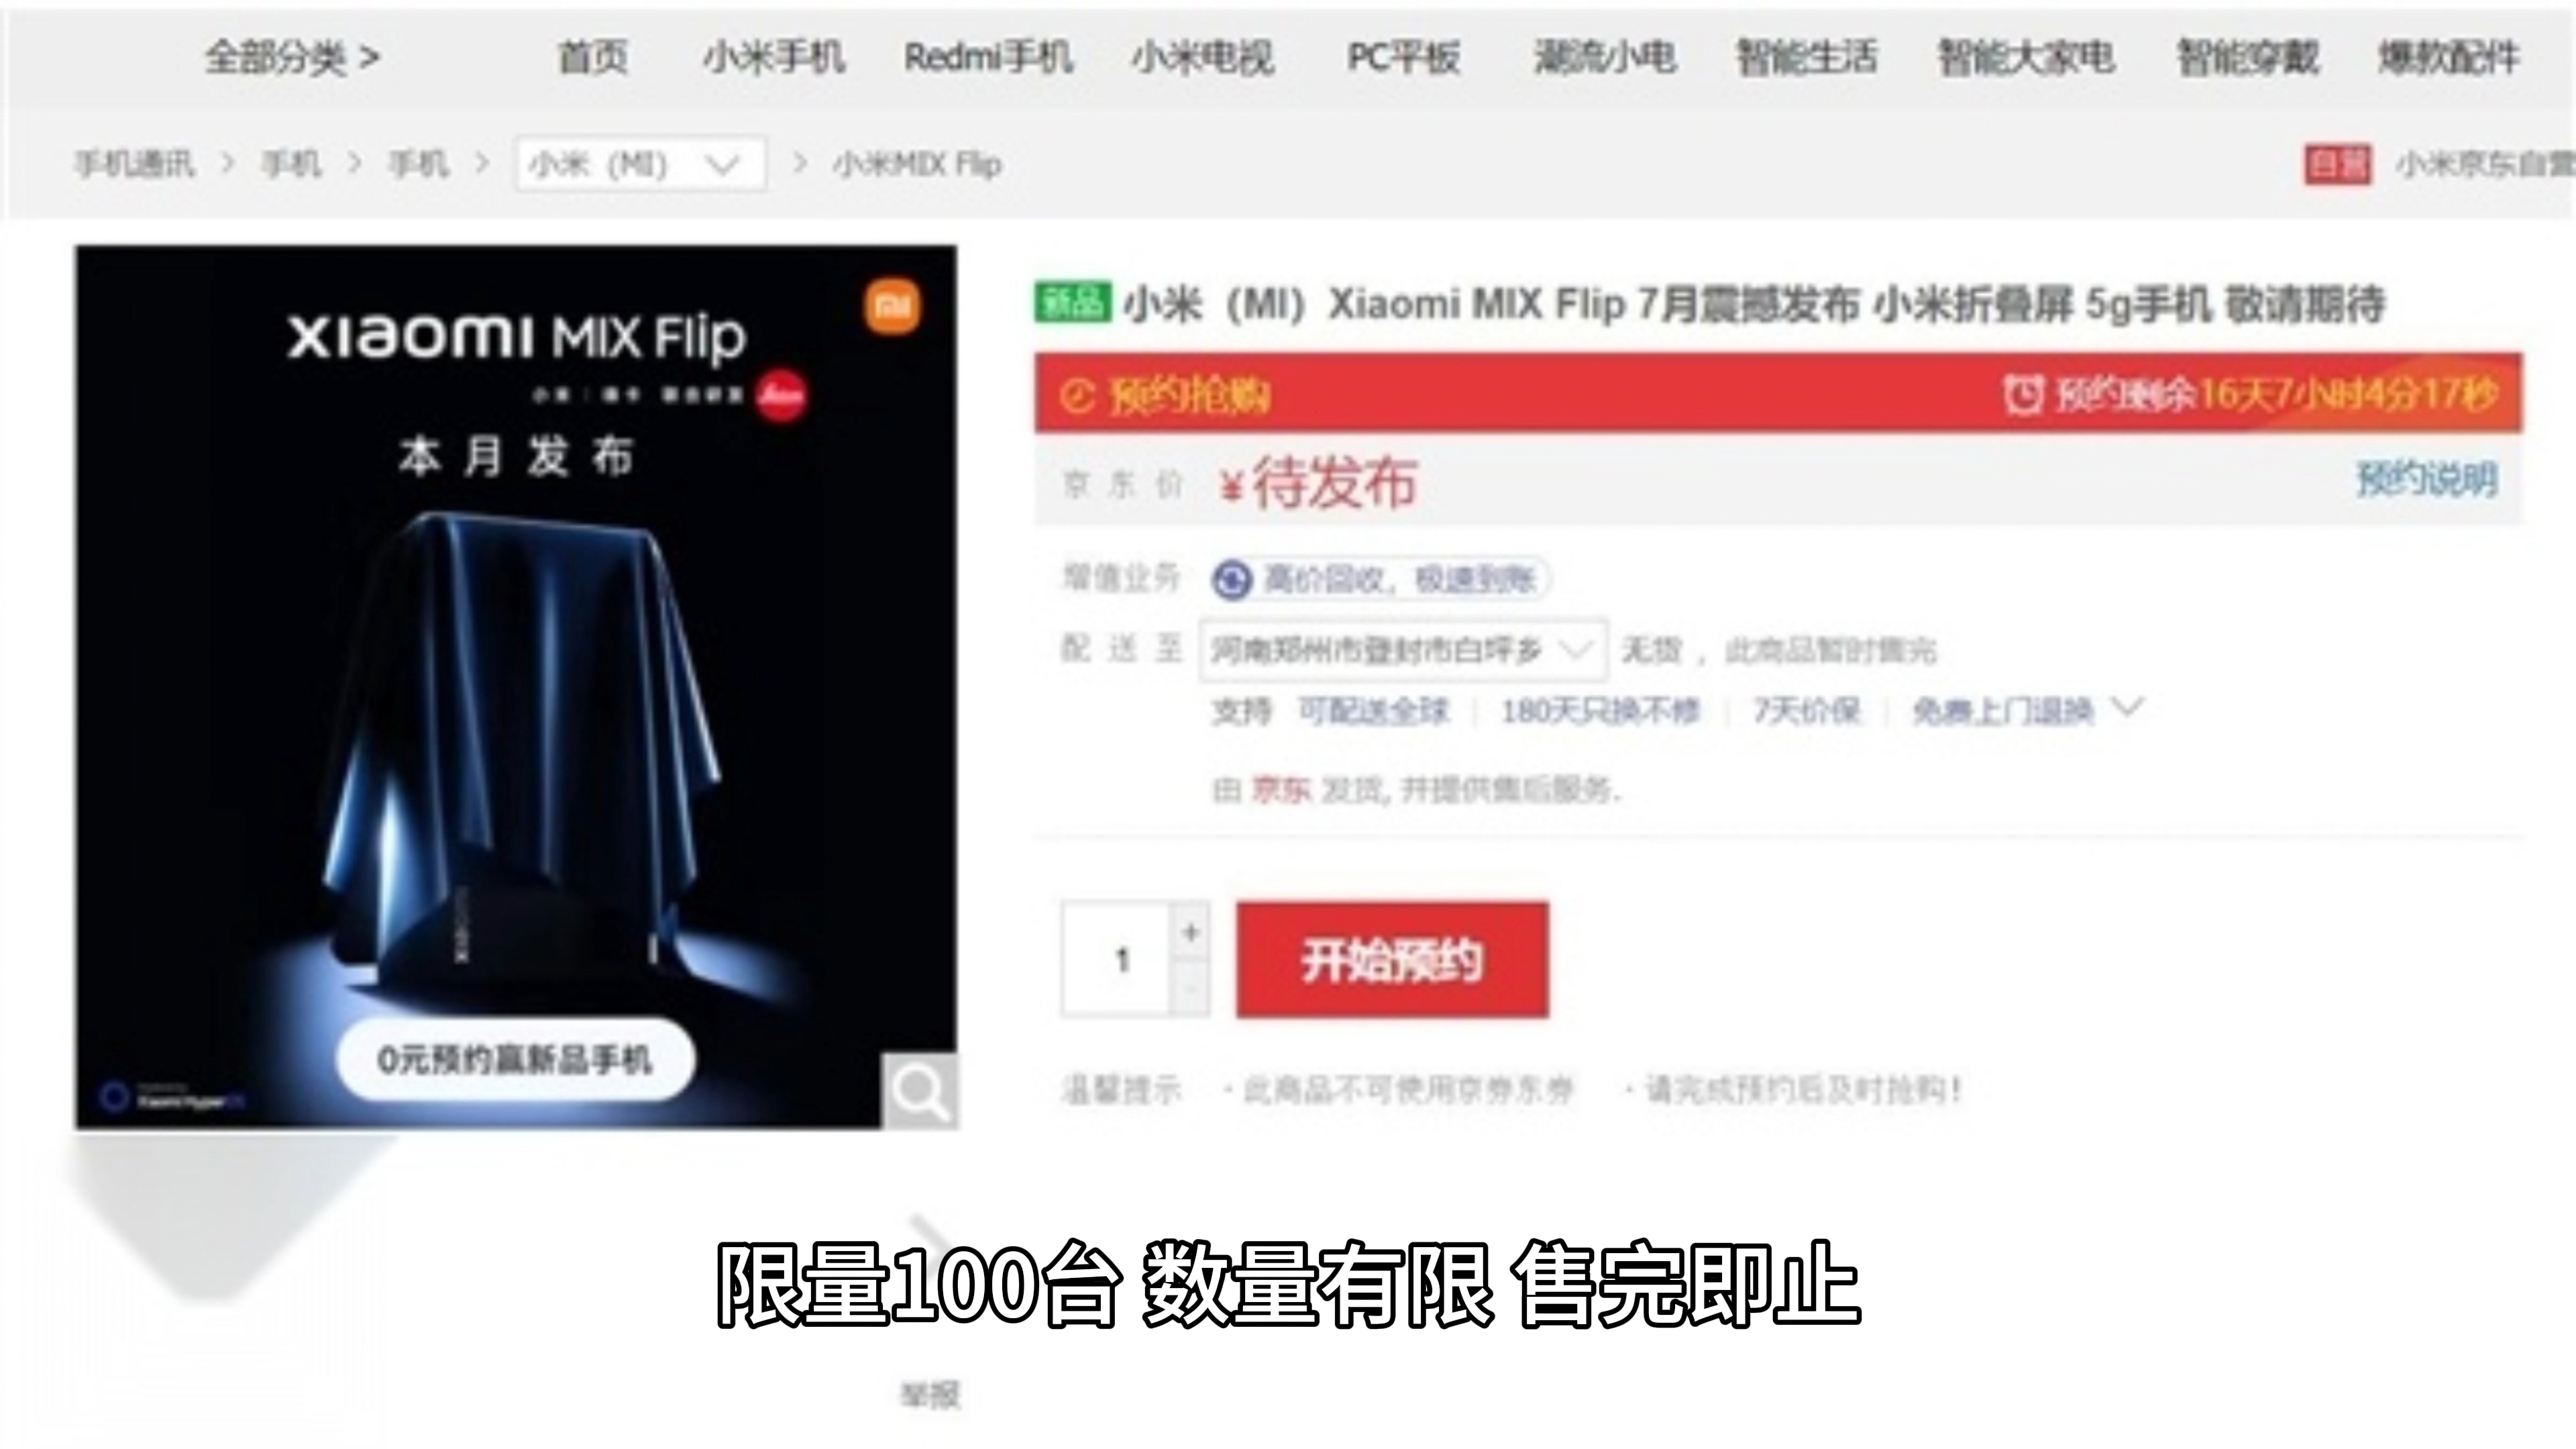 全部分类 > 首页 小米手机 Redmi手机 小米电视 PC平板 潮流小电 智能生活 智能大家电 智能穿戴 爆款配件
手机通讯 > 手机 > 手机 > 小米（MI） > 小米MIX Flip
自营 小米京东自营
xiaomi MIX Flip
小米 | 徕卡 联合研发
Leica
本月发布
XIAOMI
0元预约赢新品手机
Xiaomi HyperOS
新品 小米（MI）Xiaomi MIX Flip 7月震撼发布 小米折叠屏 5g手机 敬请期待
预约抢购 预约剩余16天7小时4分17秒
京东价 ￥待发布 预约说明
增值业务 高价回收，极速到账
配送至 河南郑州市登封市白坪乡 无货，此商品暂时售完
支持 可配送全球 180天只换不修 7天价保 免费上门退换
由 京东 发货, 并提供售后服务.
1 + -
开始预约
温馨提示 ·此商品不可使用京券东券 ·请完成预约后及时抢购！
限量100台 数量有限 售完即止
举报